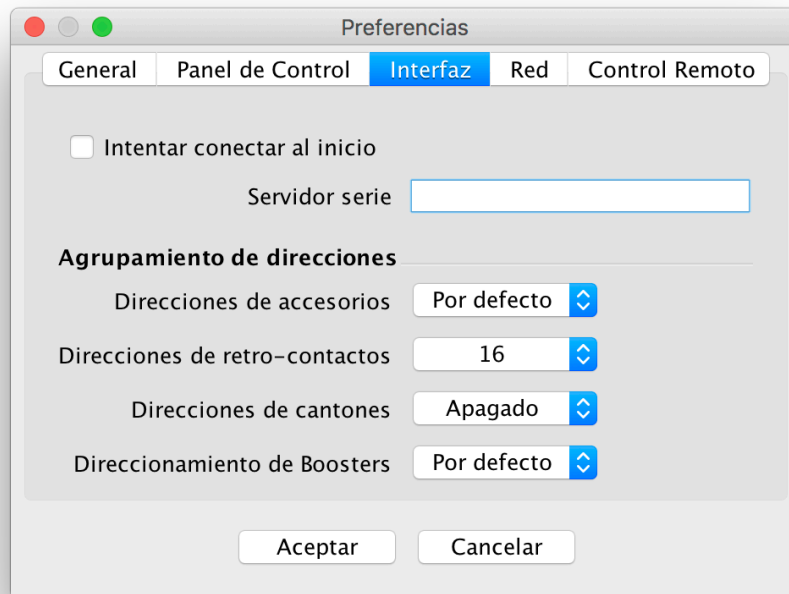 Preferencias
General Panel de Control Interfaz Red Control Remoto
Intentar conectar al inicio
Servidor serie
Agrupamiento de direcciones
Direcciones de accesorios Por defecto
Direcciones de retro-contactos 16
Direcciones de cantones Apagado
Direccionamiento de Boosters Por defecto
Aceptar Cancelar